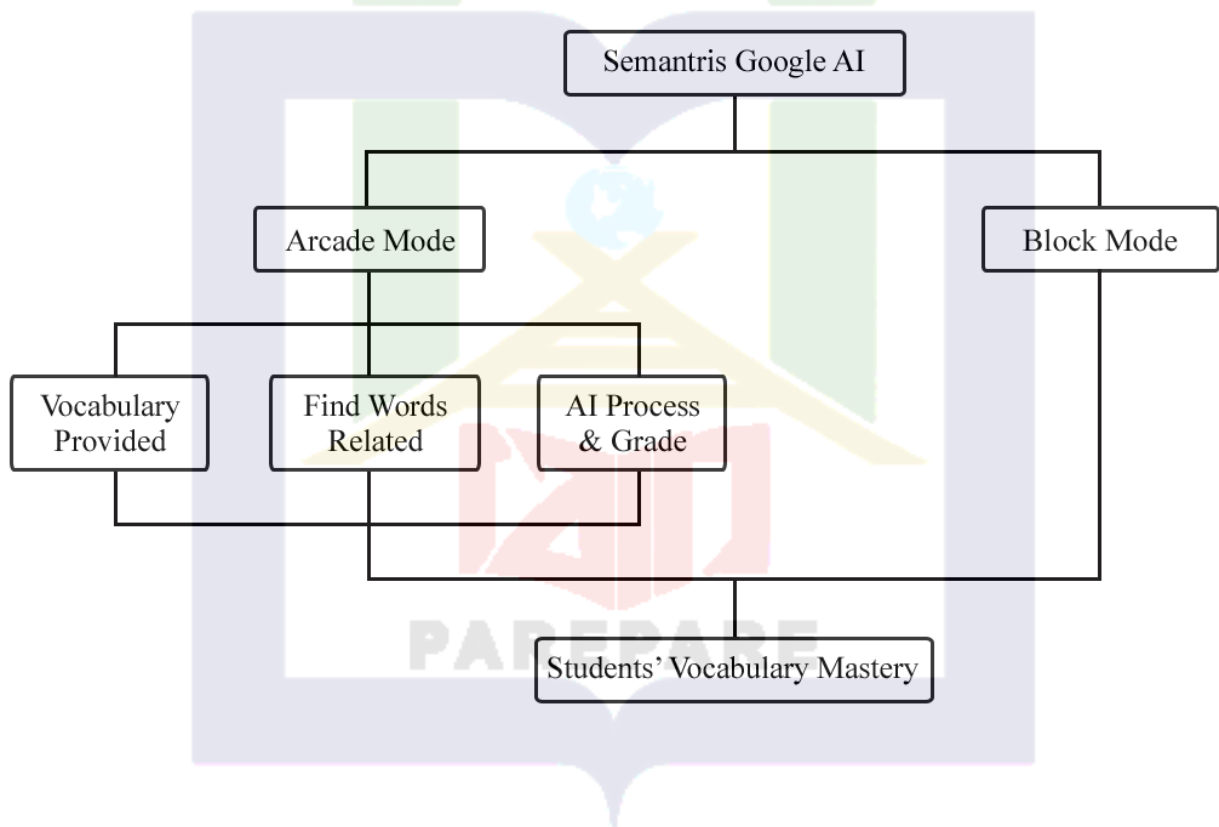 Semantris Google AI
Arcade Mode
Block Mode
Vocabulary
Provided
Find Words
Related
AI Process
& Grade
PAREPARE
Students’ Vocabulary Mastery